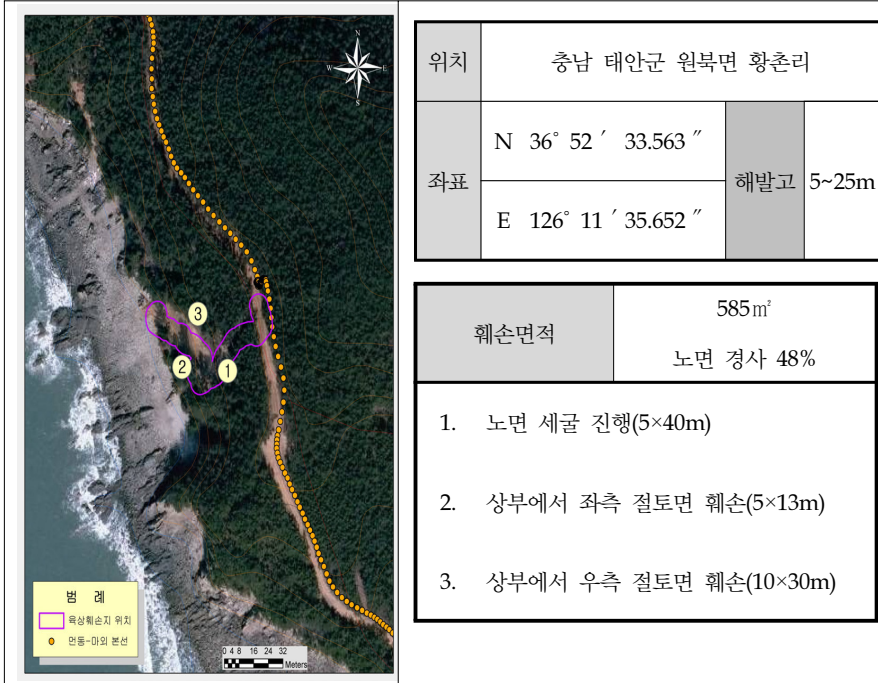 N
W
E
S
3
2
1
범 례
육상훼손지 위치
먼동-마외 본선
0 4 8 16 24 32
Meters
위치
충남 태안군 원북면 황촌리
좌표
N 36° 52 ′ 33.563 ″
E 126° 11 ′ 35.652 ″
해발고
5~25m
훼손면적
585㎡
노면 경사 48%
1. 노면 세굴 진행(5×40m)
2. 상부에서 좌측 절토면 훼손(5×13m)
3. 상부에서 우측 절토면 훼손(10×30m)